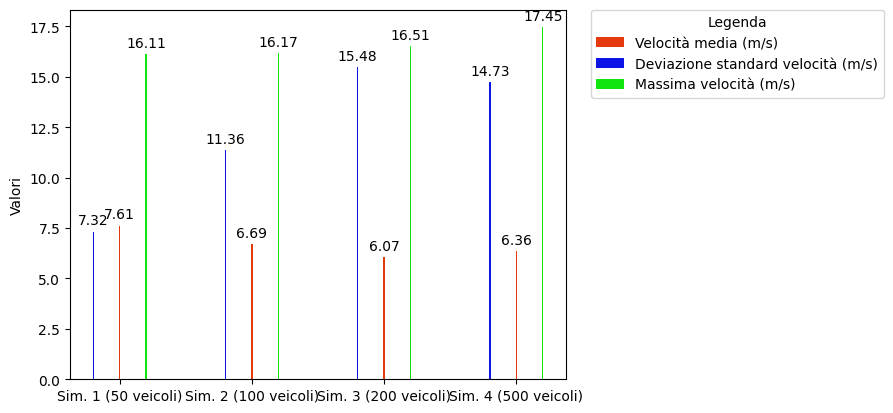 Legenda
Velocità media (m/s)
Deviazione standard velocità (m/s)
Massima velocità (m/s)
Valori
17.5
15.0
12.5
10.0
7.5
5.0
2.5
0.0
7.32
7.61
16.11
11.36
6.69
16.17
15.48
6.07
16.51
14.73
6.36
17.45
Sim. 1 (50 veicoli)
Sim. 2 (100 veicoli)
Sim. 3 (200 veicoli)
Sim. 4 (500 veicoli)